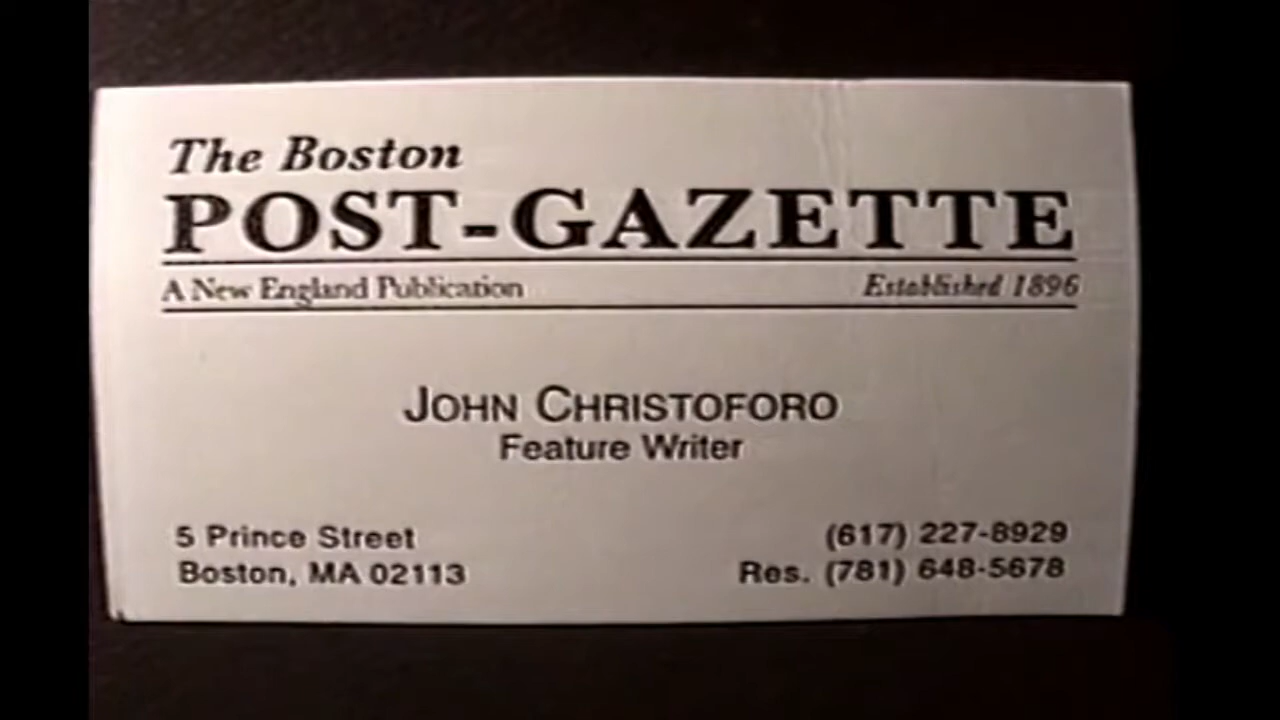 The Boston
POST-GAZETTE
A New England Publication Established 1896
JOHN CHRISTOFORO
Feature Writer
5 Prince Street (617) 227-8929
Boston, MA 02113 Res. (781) 648-5678